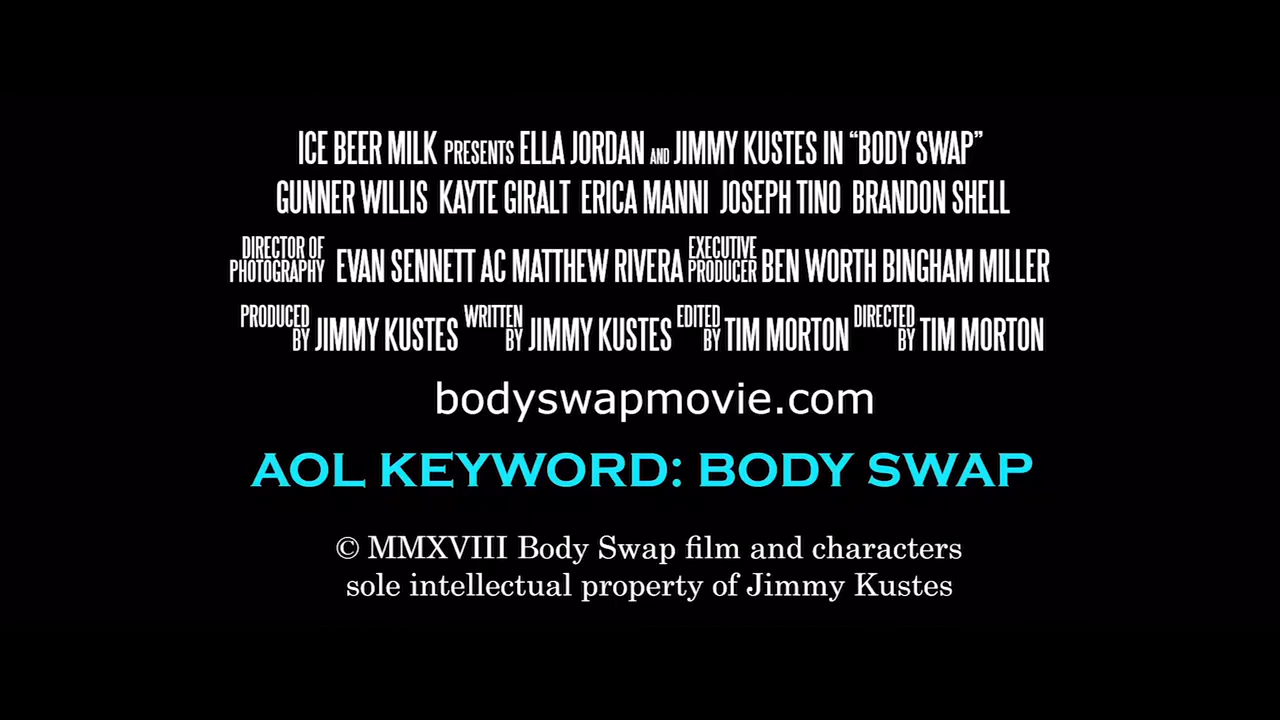 ICE BEER MILK PRESENTS ELLA JORDAN AND JIMMY KUSTES IN “BODY SWAP”
GUNNER WILLIS KAYTE GIRALT ERICA MANNI JOSEPH TINO BRANDON SHELL
DIRECTOR OF PHOTOGRAPHY EVAN SENNETT AC MATTHEW RIVERA EXECUTIVE PRODUCER BEN WORTH BINGHAM MILLER
PRODUCED BY JIMMY KUSTES WRITTEN BY JIMMY KUSTES EDITED BY TIM MORTON DIRECTED BY TIM MORTON
bodyswapmovie.com
AOL KEYWORD: BODY SWAP
© MMXVIII Body Swap film and characters
sole intellectual property of Jimmy Kustes